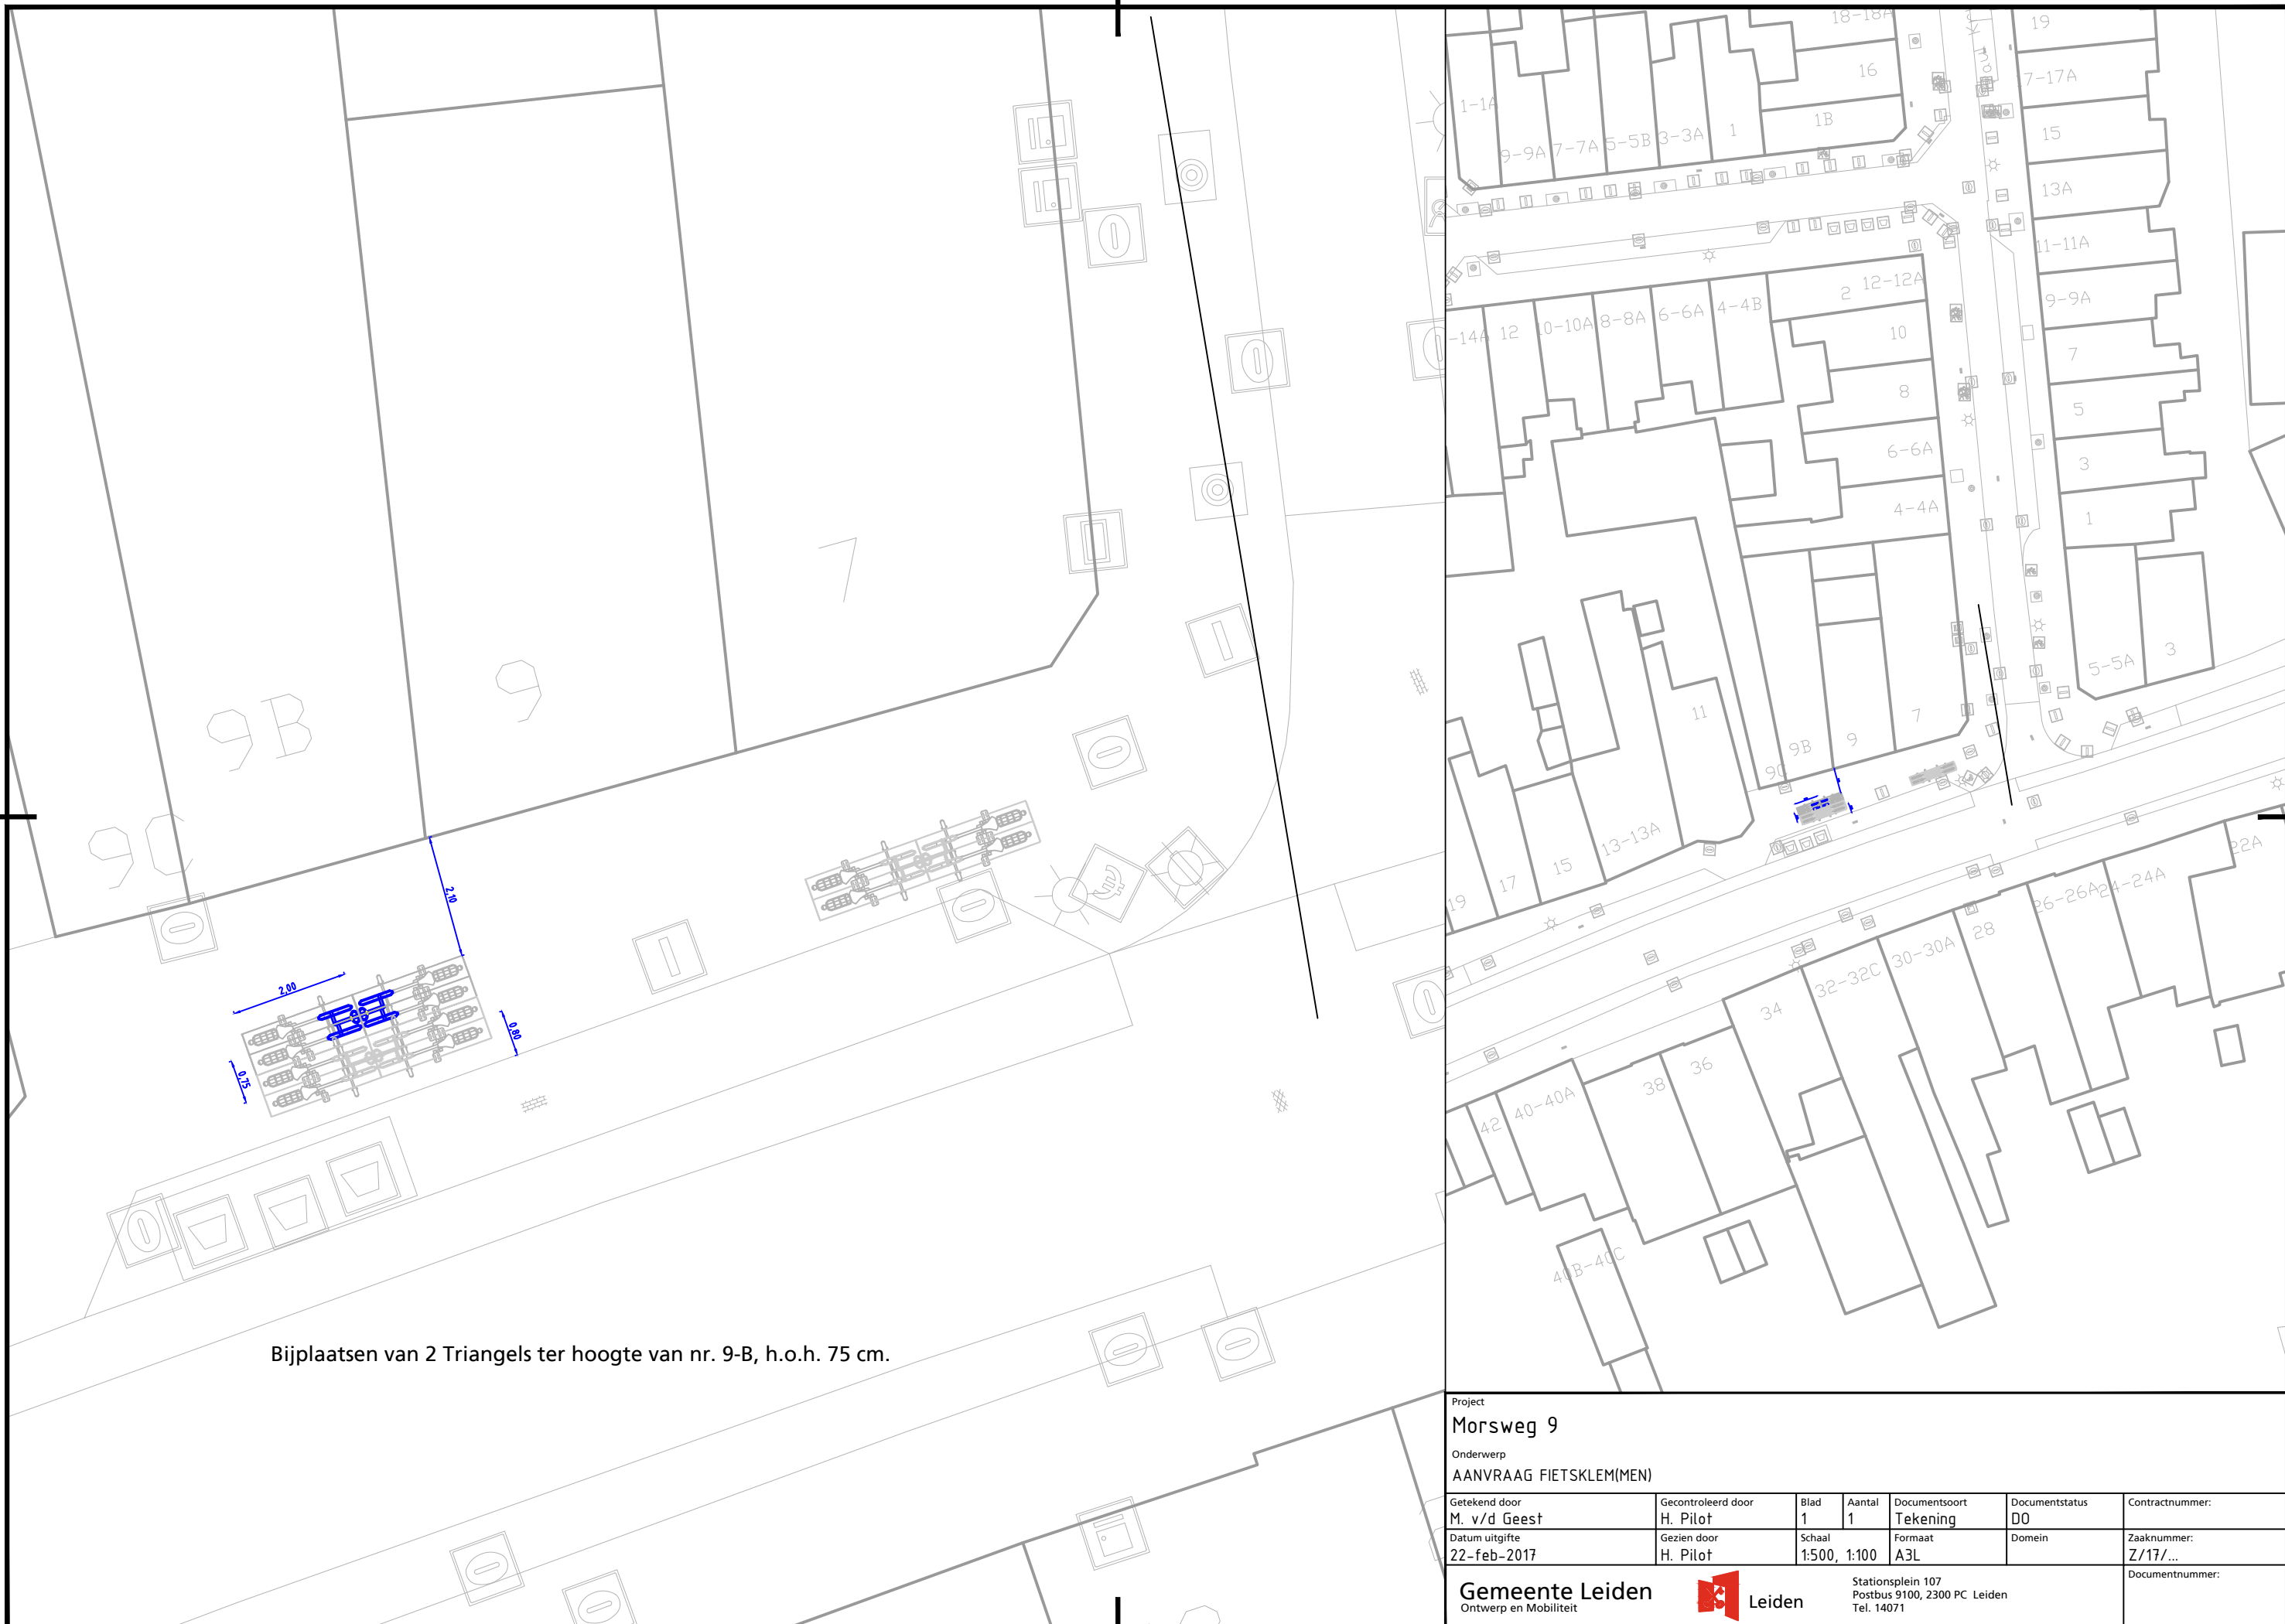 7
9
9B
9C
2,10
2,00
0,80
0,75
Bijplaatsen van 2 Triangels ter hoogte van nr. 9-B, h.o.h. 75 cm.
18-18A
19
16
7-17A
1-1A
9-9A
7-7A
5-5B
3-3A
1
1B
15
13A
11-11A
12-12A
2
9-9A
-14A
12
10-10A
8-8A
6-6A
4-4B
10
7
8
5
6-6A
3
4-4A
1
5-5A
3
11
7
9
9B
9C
13-13A
15
17
19
22A
24-24A
26-26A
28
30-30A
32-32C
34
36
38
40-40A
42
40B-40C
Project
Morsweg 9
Onderwerp
AANVRAAG FIETSKLEM(MEN)
Getekend door Gecontroleerd door Blad Aantal Documentsoort Documentstatus Contractnummer:
M. v/d Geest H. Pilot 1 1 Tekening DO
Datum uitgifte Gezien door Schaal Formaat Domein Zaaknummer:
22-feb-2017 H. Pilot 1:500, 1:100 A3L Z/17/...
Documentnummer:
Gemeente Leiden
Ontwerp en Mobiliteit
Leiden
Stationsplein 107
Postbus 9100, 2300 PC Leiden
Tel. 14071